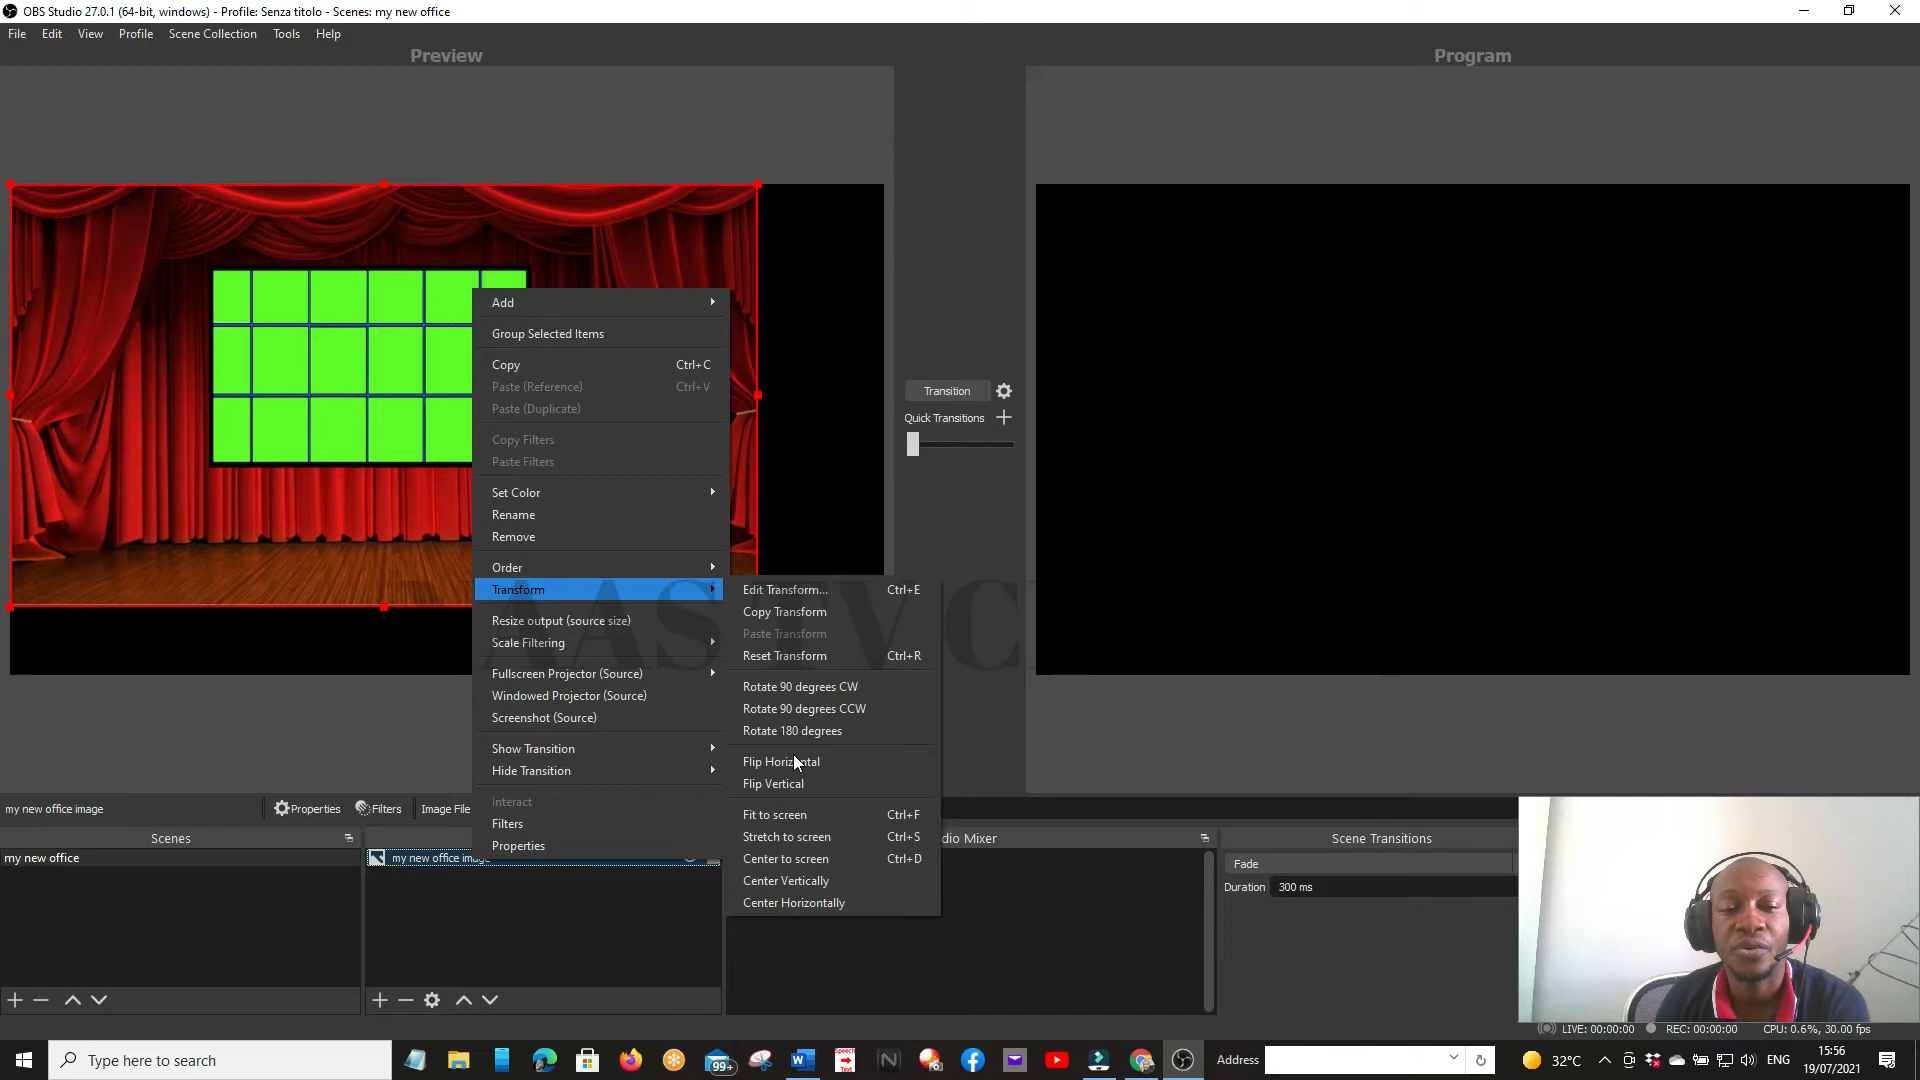 OBS Studio 27.0.1 (64-bit, windows) - Profile: Senza titolo - Scenes: my new office
File Edit View Profile Scene Collection Tools Help
Preview
Program
Add
Group Selected Items
Copy Ctrl+C
Paste (Reference) Ctrl+V
Paste (Duplicate)
Copy Filters
Paste Filters
Set Color
Rename
Remove
Order
Transform
Resize output (source size)
Scale Filtering
Fullscreen Projector (Source)
Windowed Projector (Source)
Screenshot (Source)
Show Transition
Hide Transition
Interact
Filters
Properties
Edit Transform... Ctrl+E
Copy Transform
Paste Transform
Reset Transform Ctrl+R
Rotate 90 degrees CW
Rotate 90 degrees CCW
Rotate 180 degrees
Flip Horizontal
Flip Vertical
Fit to screen Ctrl+F
Stretch to screen Ctrl+S
Center to screen Ctrl+D
Center Vertically
Center Horizontally
Transition
Quick Transitions
my new office image Properties Filters Image File
Scenes
my new office
my new office image
Scene Transitions
Fade
Duration 300 ms
LIVE: 00:00:00 REC: 00:00:00 CPU: 0.6%, 30.00 fps
Type here to search
99+
Speech
Text
Address
32°C
ENG
15:56
19/07/2021